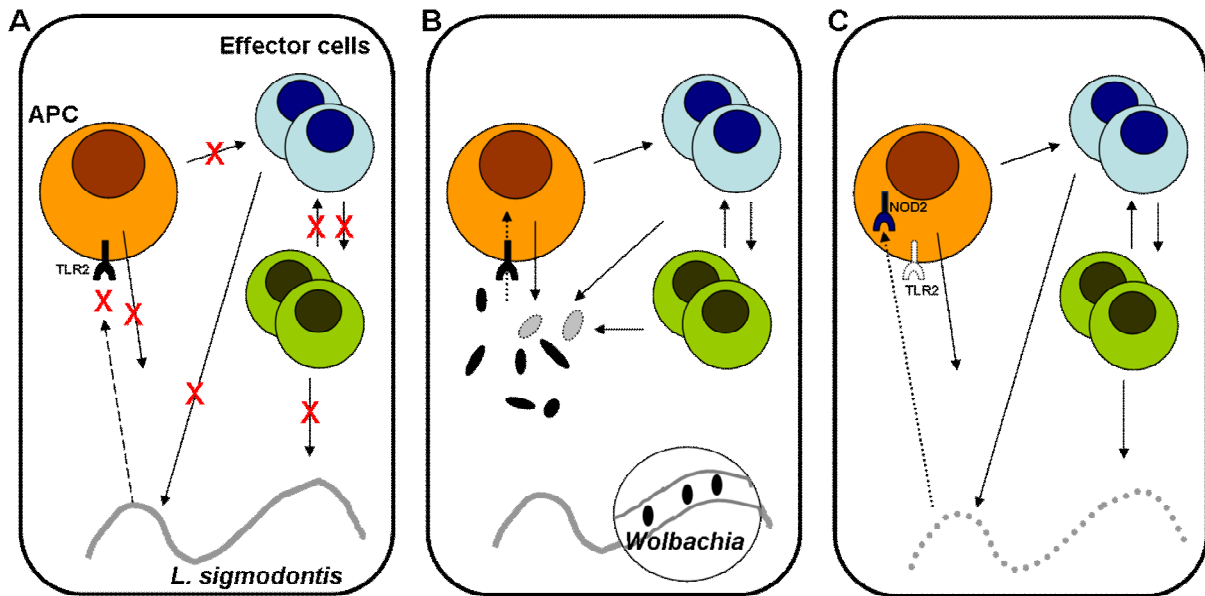 A
Effector cells
APC
X
X
X
TLR2
X
X
X
X
L. sigmodontis
B
Wolbachia
C
NOD2
TLR2